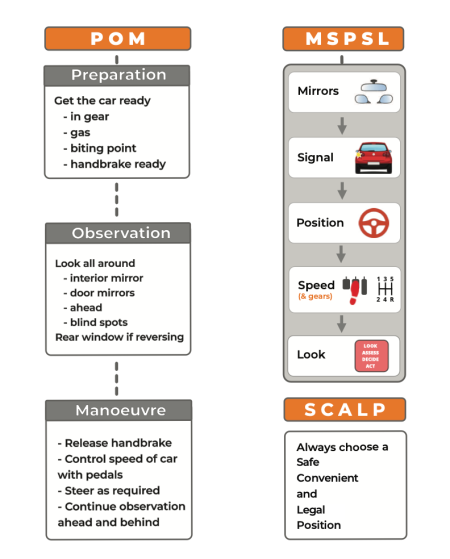 POM
Preparation
Get the car ready
- in gear
- gas
- biting point
- handbrake ready
Observation
Look all around
- interior mirror
- door mirrors
- ahead
- blind spots
Rear window if reversing
Manoeuvre
- Release handbrake
- Control speed of car
with pedals
- Steer as required
- Continue observation
ahead and behind
MSPSL
Mirrors
Signal
Position
Speed
(& gears)
1 3 5
2 4 R
Look
LOOK
ASSESS
DECIDE
ACT
SCALP
Always choose a
Safe
Convenient
and
Legal
Position